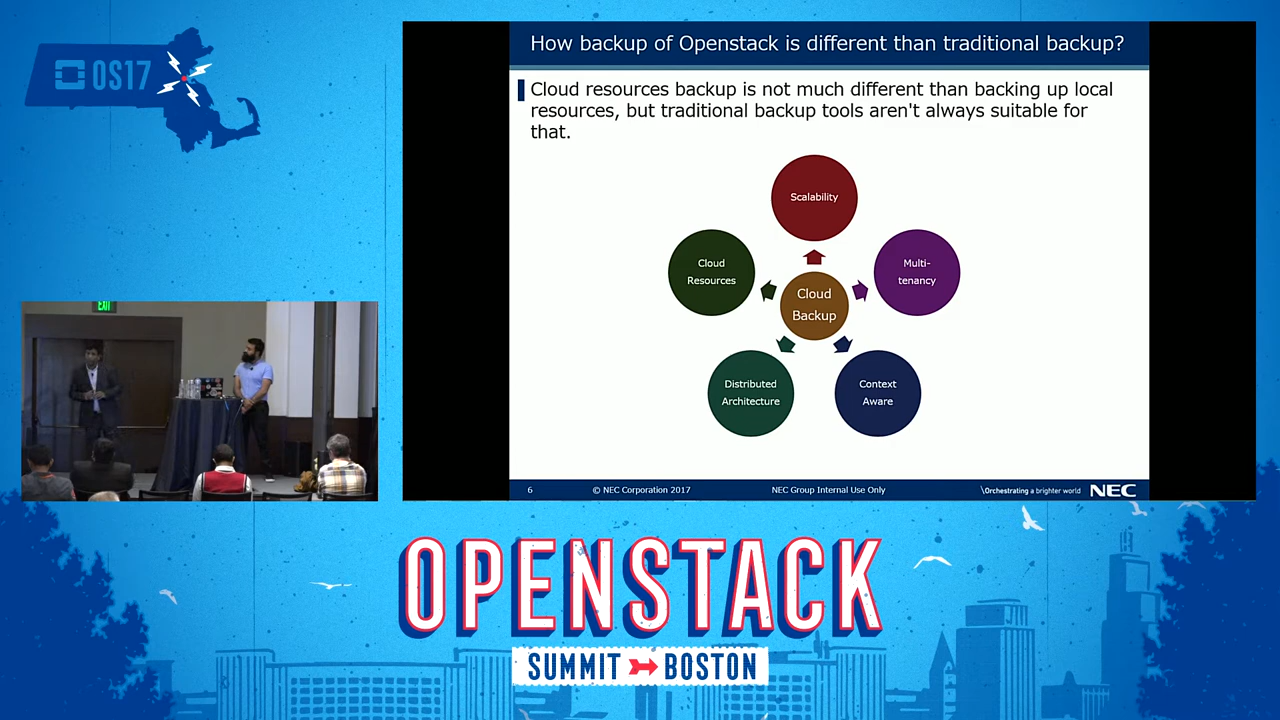 OS17
EXIT
How backup of Openstack is different than traditional backup?
Cloud resources backup is not much different than backing up local
resources, but traditional backup tools aren't always suitable for
that.
Scalability
Cloud
Resources
Multi-
tenancy
Cloud
Backup
Distributed
Architecture
Context
Aware
6
© NEC Corporation 2017
NEC Group Internal Use Only
\Orchestrating a brighter world
NEC
OPENSTACK
SUMMIT
BOSTON